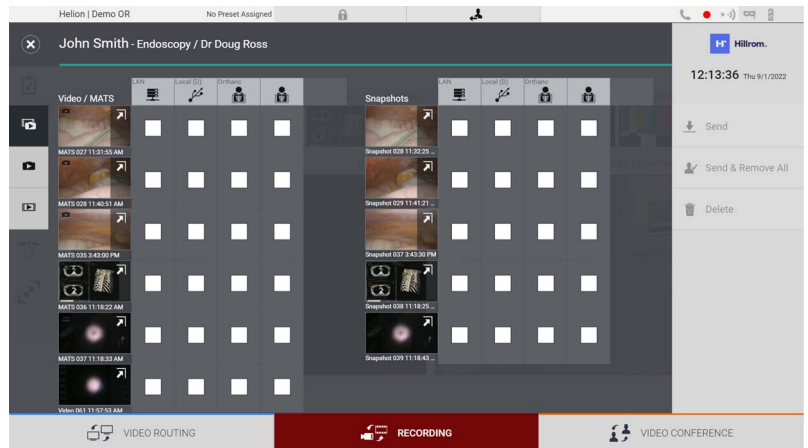 Helion | Demo OR
No Preset Assigned
John Smith - Endoscopy / Dr Doug Ross
Hillrom.
12:13:36 Thu 9/1/2022
Video / MATS
LAN
Local (D)
Orthanc
Snapshots
LAN
Local (D)
Orthanc
MATS 027 11:31:55 AM
Snapshot 028 11:32:25 ...
MATS 028 11:40:51 AM
Snapshot 029 11:41:21 ...
MATS 035 3:43:00 PM
Snapshot 037 3:43:30 PM
MATS 036 11:18:22 AM
Snapshot 038 11:18:25 ...
MATS 037 11:18:33 AM
Snapshot 039 11:18:43 ...
Video 061 11:57:53 AM
Send
Send & Remove All
Delete
VIDEO ROUTING
RECORDING
VIDEO CONFERENCE